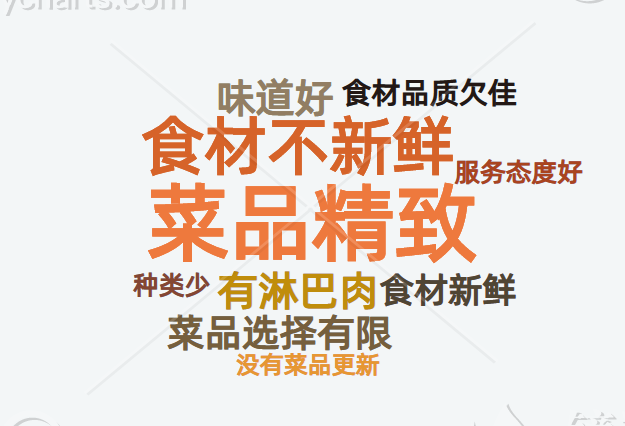 ycharts.com
味道好
食材品质欠佳
食材不新鲜
服务态度好
菜品精致
种类少
有淋巴肉
食材新鲜
菜品选择有限
没有菜品更新